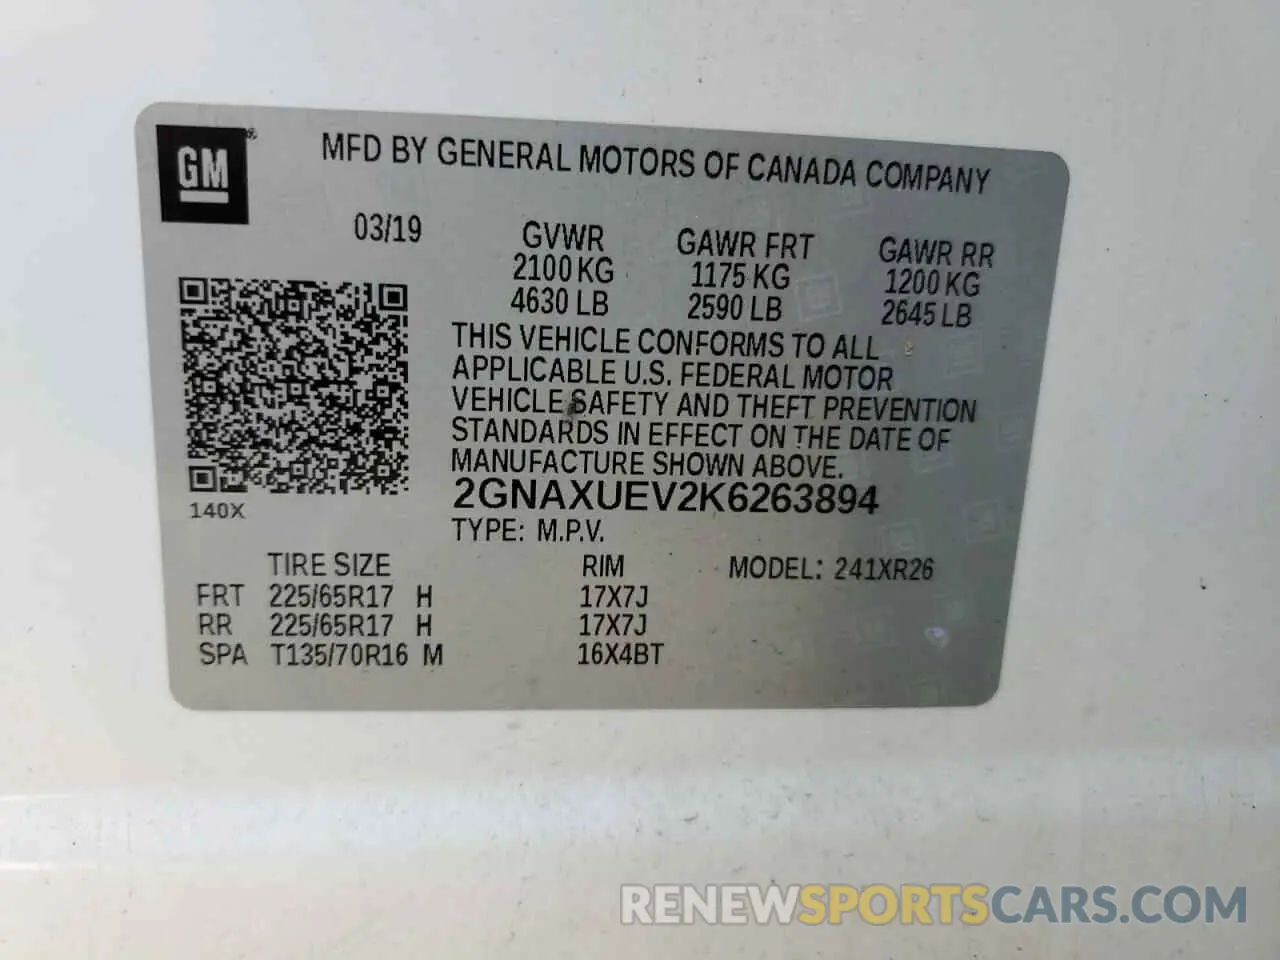 GM®
MFD BY GENERAL MOTORS OF CANADA COMPANY
03/19
GVWR GAWR FRT GAWR RR
2100 KG 1175 KG 1200 KG
4630 LB 2590 LB 2645 LB
THIS VEHICLE CONFORMS TO ALL
APPLICABLE U.S. FEDERAL MOTOR
VEHICLE SAFETY AND THEFT PREVENTION
STANDARDS IN EFFECT ON THE DATE OF
MANUFACTURE SHOWN ABOVE.
2GNAXUEV2K6263894
140X
TYPE: M.P.V.
TIRE SIZE RIM MODEL: 241XR26
FRT 225/65R17 H 17X7J
RR 225/65R17 H 17X7J
SPA T135/70R16 M 16X4BT
RENEWSPORTSCARS.COM